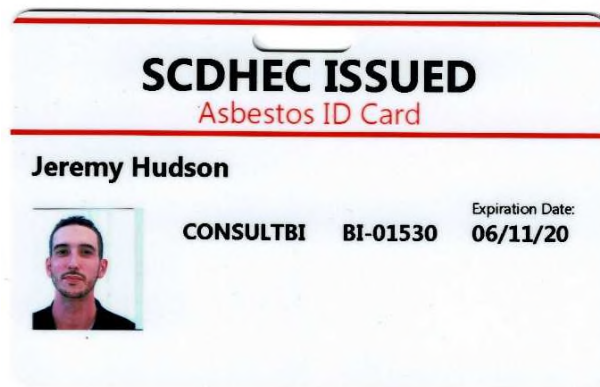 SCDHEC ISSUED
Asbestos ID Card
Jeremy Hudson
Expiration Date:
CONSULTBI BI-01530 06/11/20